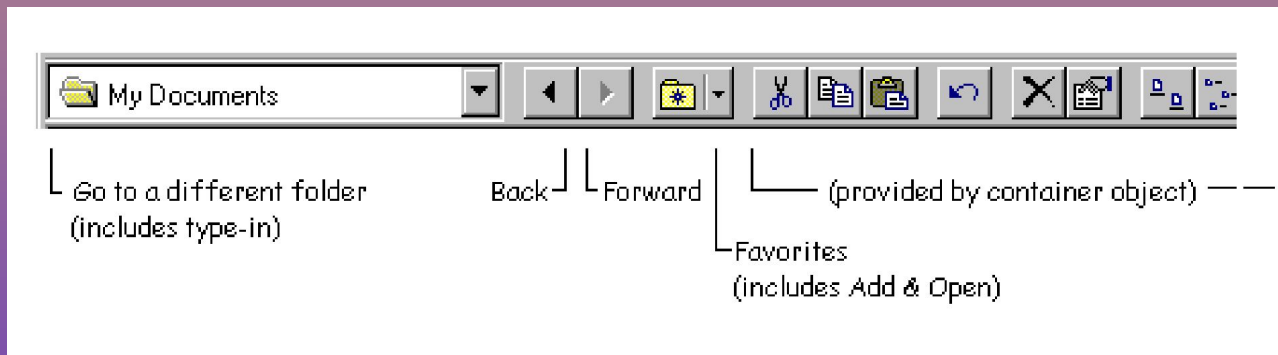 My Documents
Go to a different folder
(includes type-in)
Back
Forward
(provided by container object)
Favorites
(includes Add & Open)